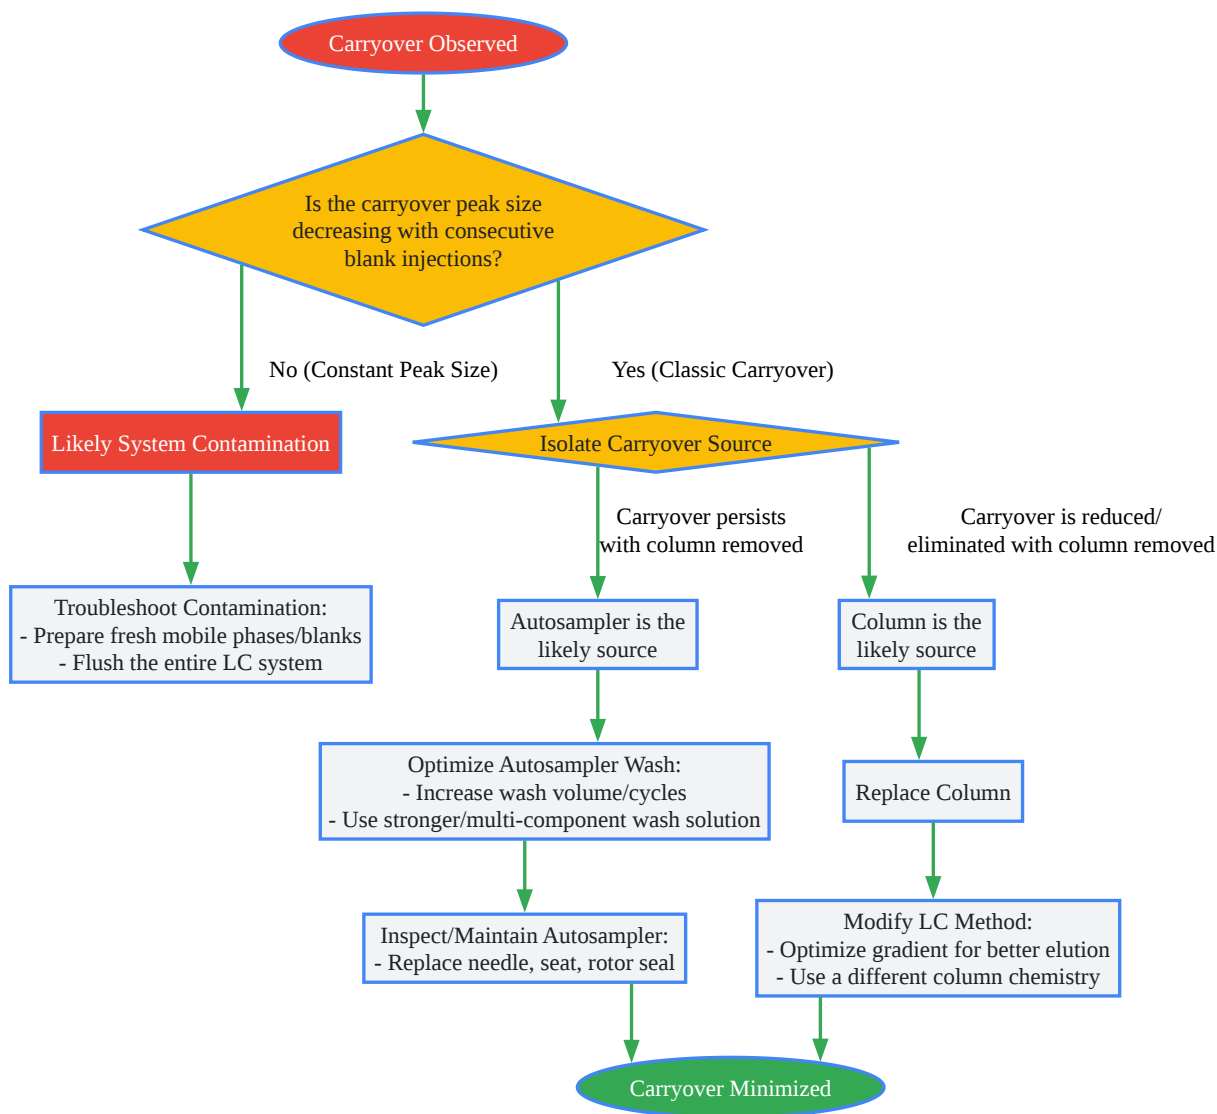 Carryover Observed
Is the carryover peak size
decreasing with consecutive
blank injections?
No (Constant Peak Size)
Yes (Classic Carryover)
Likely System Contamination
Isolate Carryover Source
Carryover persists
with column removed
Carryover is reduced/
eliminated with column removed
Troubleshoot Contamination:
- Prepare fresh mobile phases/blanks
- Flush the entire LC system
Autosampler is the
likely source
Column is the
likely source
Optimize Autosampler Wash:
- Increase wash volume/cycles
- Use stronger/multi-component wash solution
Replace Column
Inspect/Maintain Autosampler:
- Replace needle, seat, rotor seal
Modify LC Method:
- Optimize gradient for better elution
- Use a different column chemistry
Carryover Minimized